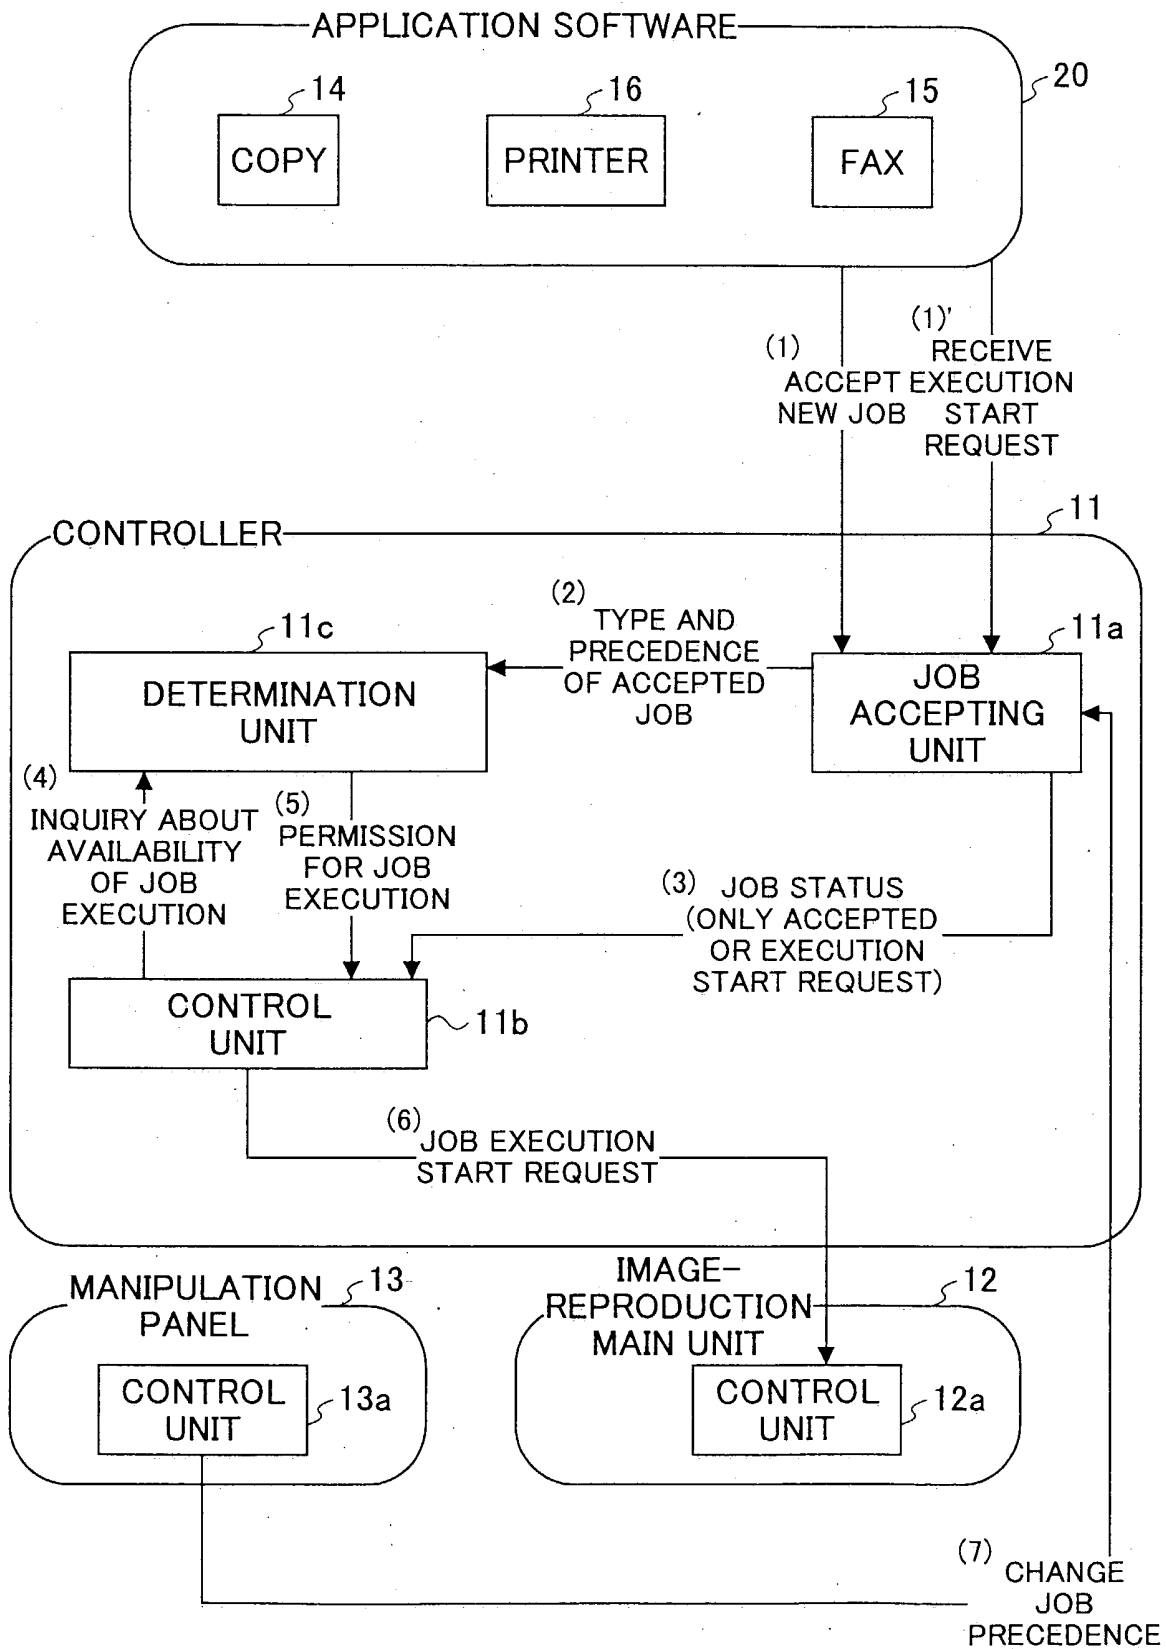 APPLICATION SOFTWARE
20
14
COPY
16
PRINTER
15
FAX
(1)
ACCEPT
NEW JOB
(1)'
RECEIVE
EXECUTION
START
REQUEST
CONTROLLER
11
(2)
TYPE AND
PRECEDENCE
OF ACCEPTED
JOB
11c
DETERMINATION
UNIT
11a
JOB
ACCEPTING
UNIT
(4)
INQUIRY ABOUT
AVAILABILITY
OF JOB
EXECUTION
(5)
PERMISSION
FOR JOB
EXECUTION
(3)
JOB STATUS
(ONLY ACCEPTED
OR EXECUTION
START REQUEST)
CONTROL
UNIT
11b
(6)
JOB EXECUTION
START REQUEST
MANIPULATION
PANEL
13
CONTROL
UNIT
13a
IMAGE-
REPRODUCTION
MAIN UNIT
12
CONTROL
UNIT
12a
(7)
CHANGE
JOB
PRECEDENCE